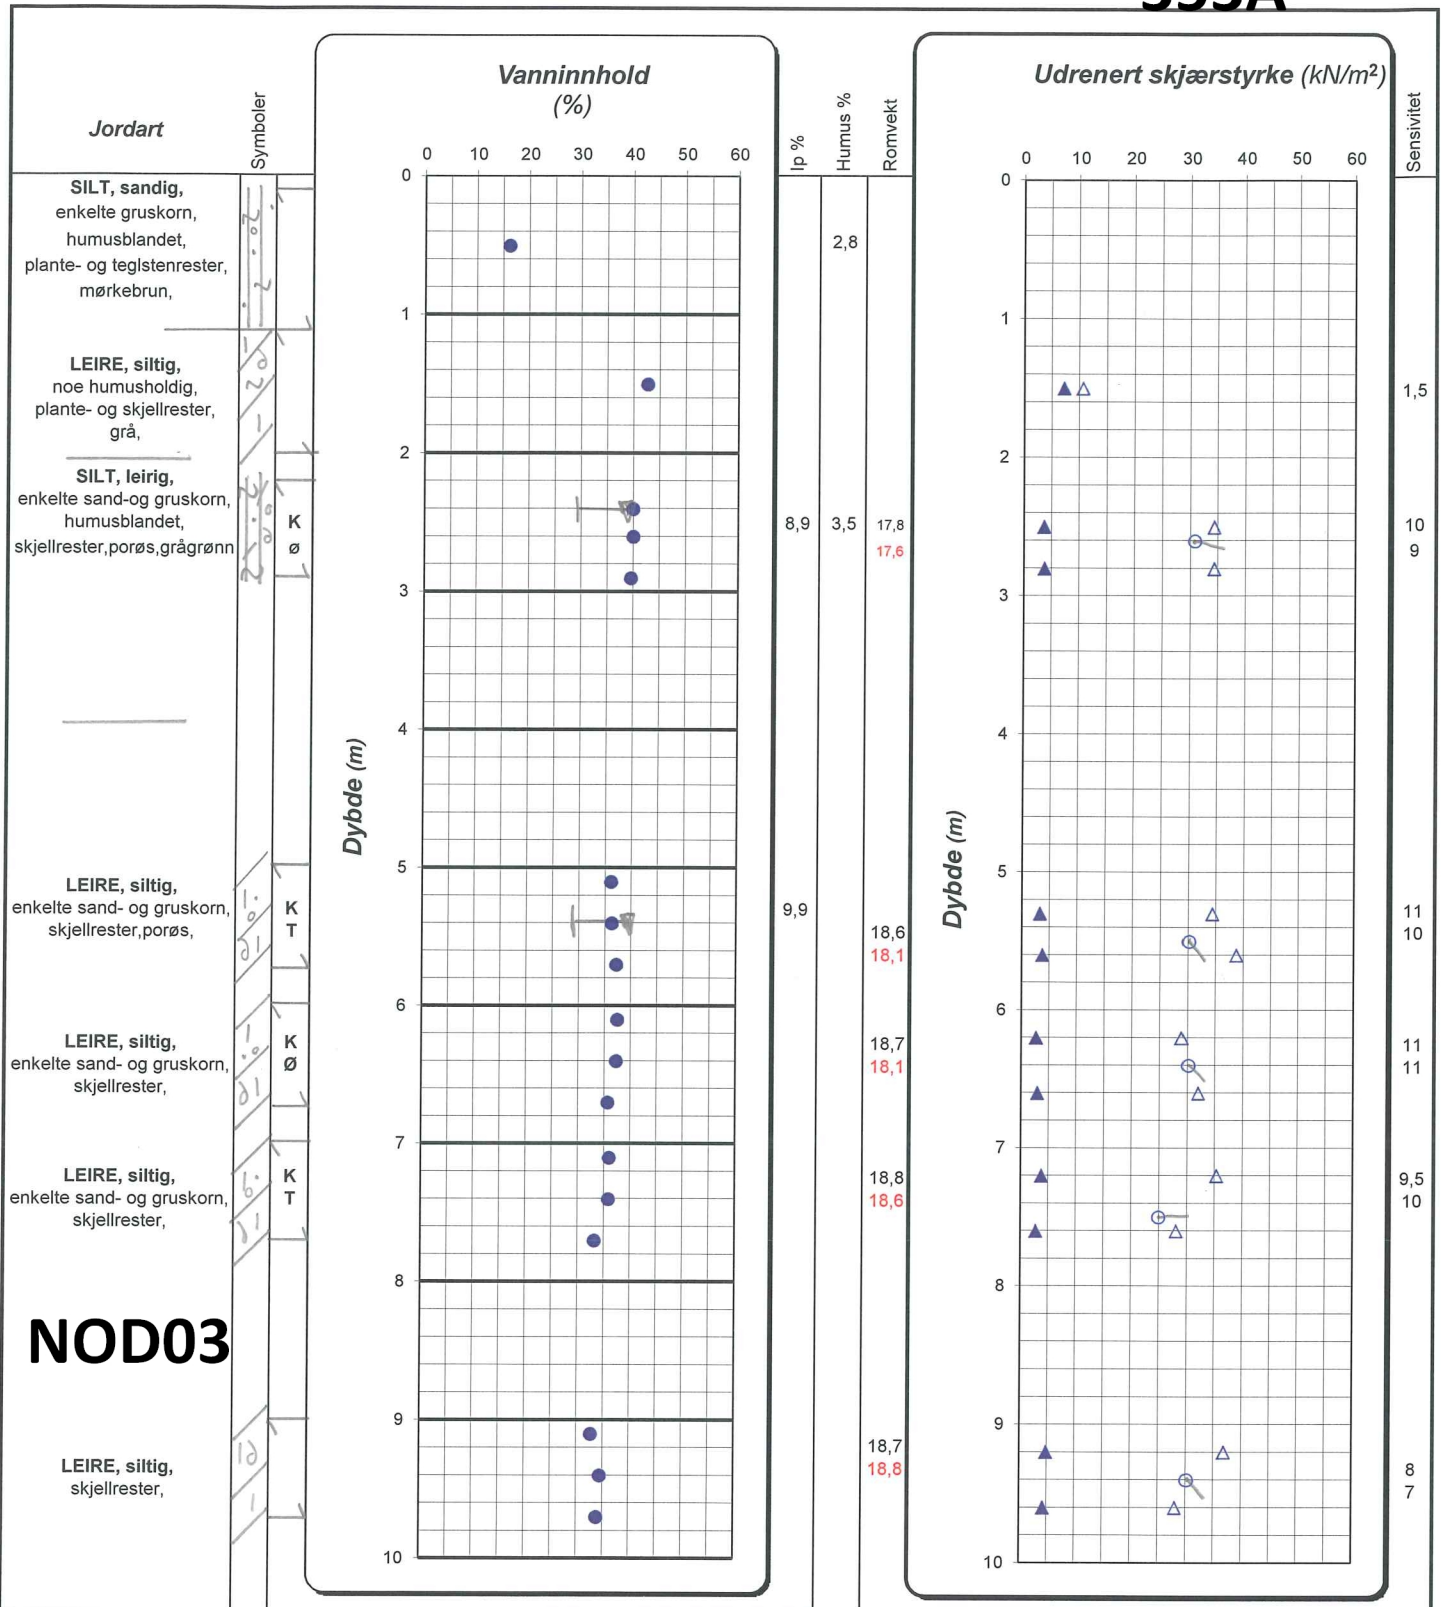 Jordart
Symboler
Vanninnhold
(%)
Ip %
Humus %
Romvekt
Udrenert skjærstyrke (kN/m²)
Sensivitet
0 10 20 30 40 50 60
0 10 20 30 40 50 60
SILT, sandig,
enkelte gruskorn,
humusblandet,
plante- og teglstenrester,
mørkebrun,
2,8
LEIRE, siltig,
noe humusholdig,
plante- og skjellrester,
grå,
1,5
SILT, leirig,
enkelte sand-og gruskorn,
humusblandet,
skjellrester,porøs,grågrønn
K
ø
8,9 3,5 17,8
17,6
10
9
LEIRE, siltig,
enkelte sand- og gruskorn,
skjellrester,porøs,
K
T
9,9
18,6
18,1
11
10
LEIRE, siltig,
enkelte sand- og gruskorn,
skjellrester,
K
Ø
18,7
18,1
11
11
LEIRE, siltig,
enkelte sand- og gruskorn,
skjellrester,
K
T
18,8
18,6
9,5
10
NOD03
LEIRE, siltig,
skjellrester,
18,7
18,8
8
7
Dybde (m)
0
1
2
3
4
5
6
7
8
9
10
Dybde (m)
0
1
2
3
4
5
6
7
8
9
10